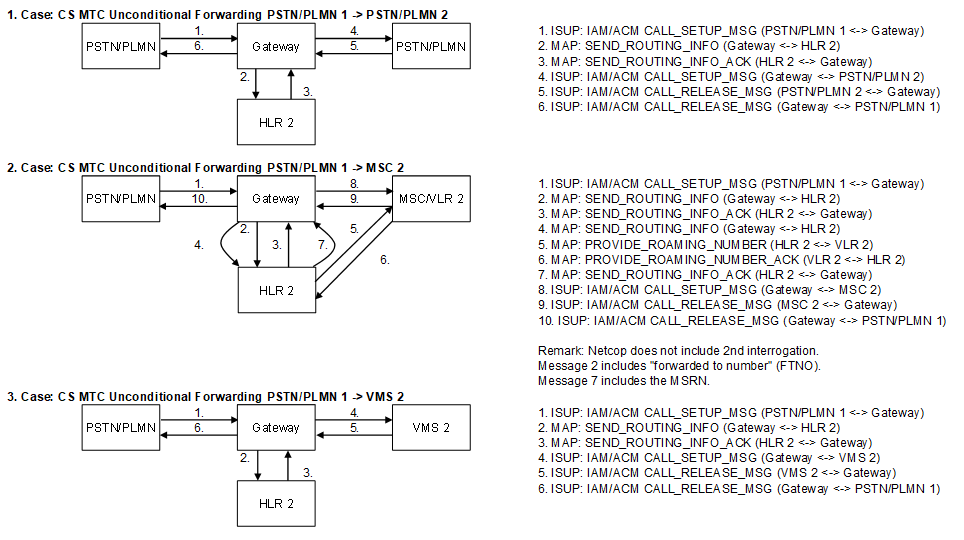 1. Case: CS MTC Unconditional Forwarding PSTN/PLMN 1 -> PSTN/PLMN 2
PSTN/PLMN
1.
6.
Gateway
4.
5.
PSTN/PLMN
2.
3.
HLR 2
1. ISUP: IAM/ACM CALL_SETUP_MSG (PSTN/PLMN 1 <-> Gateway)
2. MAP: SEND_ROUTING_INFO (Gateway <-> HLR 2)
3. MAP: SEND_ROUTING_INFO_ACK (HLR 2 <-> Gateway)
4. ISUP: IAM/ACM CALL_SETUP_MSG (Gateway <-> PSTN/PLMN 2)
5. ISUP: IAM/ACM CALL_RELEASE_MSG (PSTN/PLMN 2 <-> Gateway)
6. ISUP: IAM/ACM CALL_RELEASE_MSG (Gateway <-> PSTN/PLMN 1)
2. Case: CS MTC Unconditional Forwarding PSTN/PLMN 1 -> MSC 2
PSTN/PLMN
1.
10.
Gateway
8.
9.
MSC/VLR 2
4.
2.
3.
7.
5.
6.
HLR 2
1. ISUP: IAM/ACM CALL_SETUP_MSG (PSTN/PLMN 1 <-> Gateway)
2. MAP: SEND_ROUTING_INFO (Gateway <-> HLR 2)
3. MAP: SEND_ROUTING_INFO_ACK (HLR 2 <-> Gateway)
4. MAP: SEND_ROUTING_INFO (Gateway <-> HLR 2)
5. MAP: PROVIDE_ROAMING_NUMBER (HLR 2 <-> VLR 2)
6. MAP: PROVIDE_ROAMING_NUMBER_ACK (VLR 2 <-> HLR 2)
7. MAP: SEND_ROUTING_INFO_ACK (HLR 2 <-> Gateway)
8. ISUP: IAM/ACM CALL_SETUP_MSG (Gateway <-> MSC 2)
9. ISUP: IAM/ACM CALL_RELEASE_MSG (MSC 2 <-> Gateway)
10. ISUP: IAM/ACM CALL_RELEASE_MSG (Gateway <-> PSTN/PLMN 1)
Remark: Netcop does not include 2nd interrogation.
Message 2 includes "forwarded to number" (FTNO).
Message 7 includes the MSRN.
3. Case: CS MTC Unconditional Forwarding PSTN/PLMN 1 -> VMS 2
PSTN/PLMN
1.
6.
Gateway
4.
5.
VMS 2
2.
3.
HLR 2
1. ISUP: IAM/ACM CALL_SETUP_MSG (PSTN/PLMN 1 <-> Gateway)
2. MAP: SEND_ROUTING_INFO (Gateway <-> HLR 2)
3. MAP: SEND_ROUTING_INFO_ACK (HLR 2 <-> Gateway)
4. ISUP: IAM/ACM CALL_SETUP_MSG (Gateway <-> VMS 2)
5. ISUP: IAM/ACM CALL_RELEASE_MSG (VMS 2 <-> Gateway)
6. ISUP: IAM/ACM CALL_RELEASE_MSG (Gateway <-> PSTN/PLMN 1)